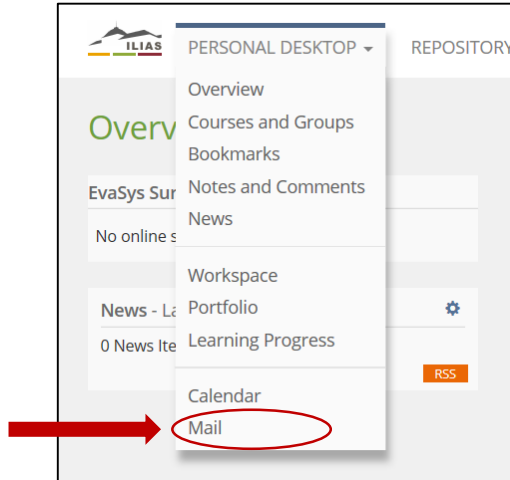 ILIAS
PERSONAL DESKTOP
REPOSITORY
Overview
Courses and Groups
Bookmarks
Notes and Comments
News
Workspace
Portfolio
Learning Progress
Calendar
Mail
Overv
EvaSys Sur
No online s
News - La
0 News Ite
RSS